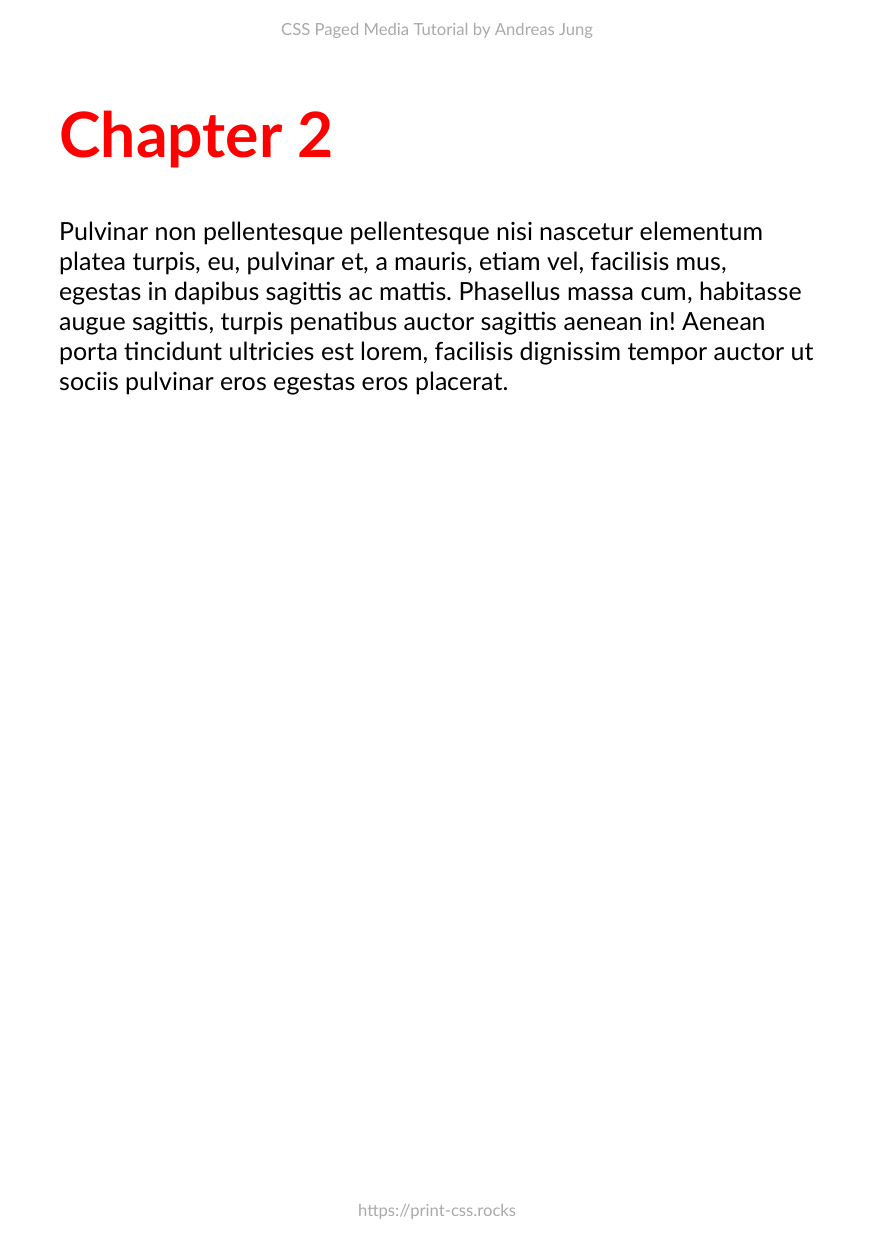 CSS Paged Media Tutorial by Andreas Jung
Chapter 2
Pulvinar non pellentesque pellentesque nisi nascetur elementum
platea turpis, eu, pulvinar et, a mauris, etiam vel, facilisis mus,
egestas in dapibus sagittis ac mattis. Phasellus massa cum, habitasse
augue sagittis, turpis penatibus auctor sagittis aenean in! Aenean
porta tincidunt ultricies est lorem, facilisis dignissim tempor auctor ut
sociis pulvinar eros egestas eros placerat.
https://print-css.rocks